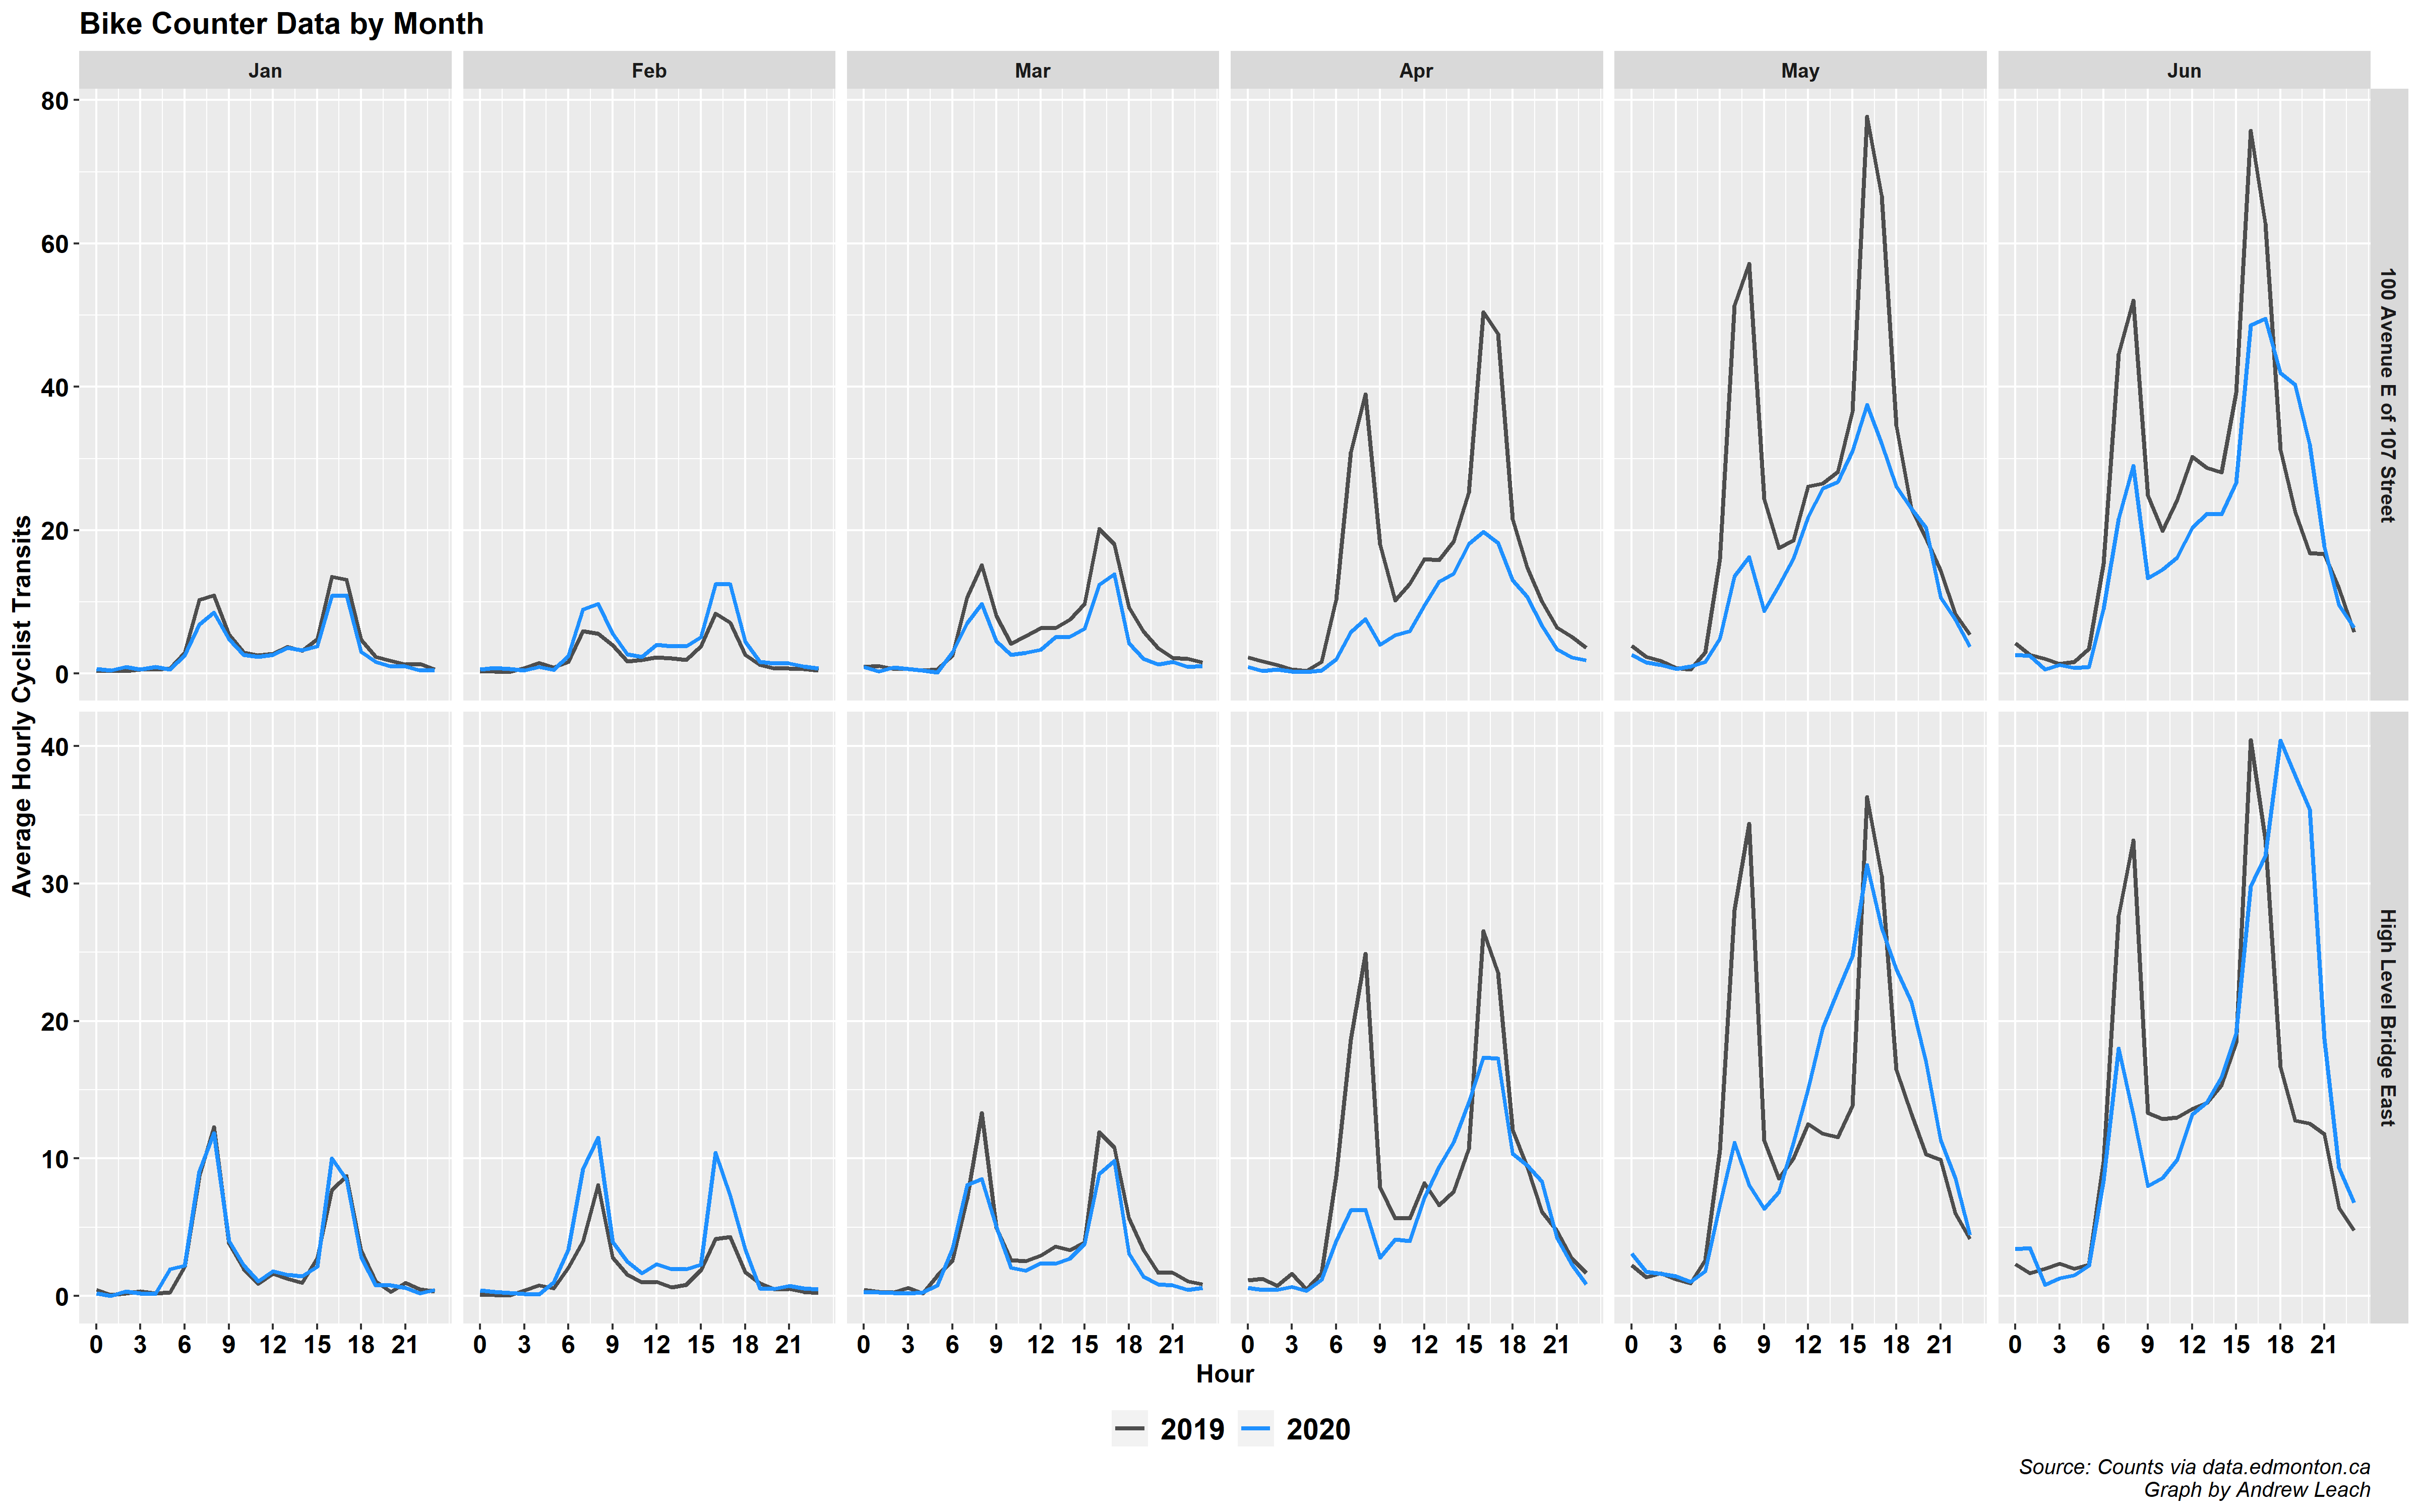 Bike Counter Data by Month
Jan Feb Mar Apr May Jun
80
60
40
20
0
100 Avenue E of 107 Street
Average Hourly Cyclist Transits
40
30
20
10
0
High Level Bridge East
0 3 6 9 12 15 18 21 0 3 6 9 12 15 18 21 0 3 6 9 12 15 18 21 0 3 6 9 12 15 18 21 0 3 6 9 12 15 18 21 0 3 6 9 12 15 18 21
Hour
2019 2020
Source: Counts via data.edmonton.ca
Graph by Andrew Leach